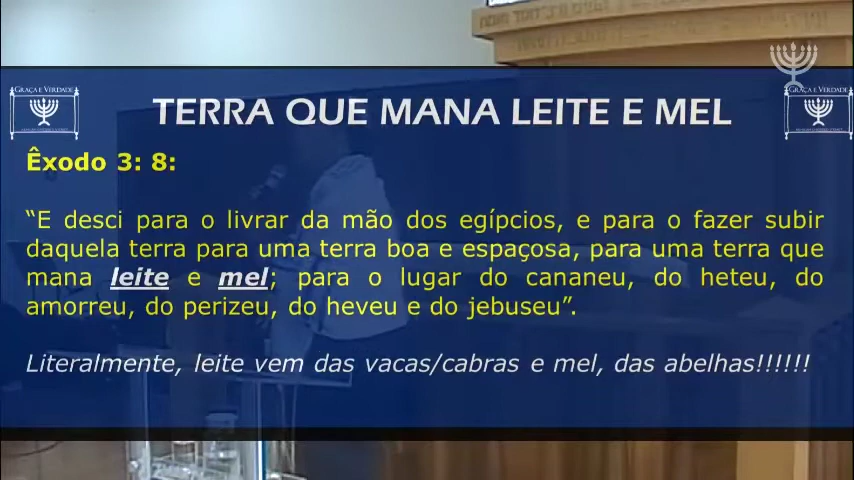 GRAÇA E VERDADE
GRAÇA E VERDADE
TERRA QUE MANA LEITE E MEL
Êxodo 3: 8:
“E desci para o livrar da mão dos egípcios, e para o fazer subir
daquela terra para uma terra boa e espaçosa, para uma terra que
mana leite e mel; para o lugar do cananeu, do heteu, do
amorreu, do perizeu, do heveu e do jebuseu”.
Literalmente, leite vem das vacas/cabras e mel, das abelhas!!!!!!